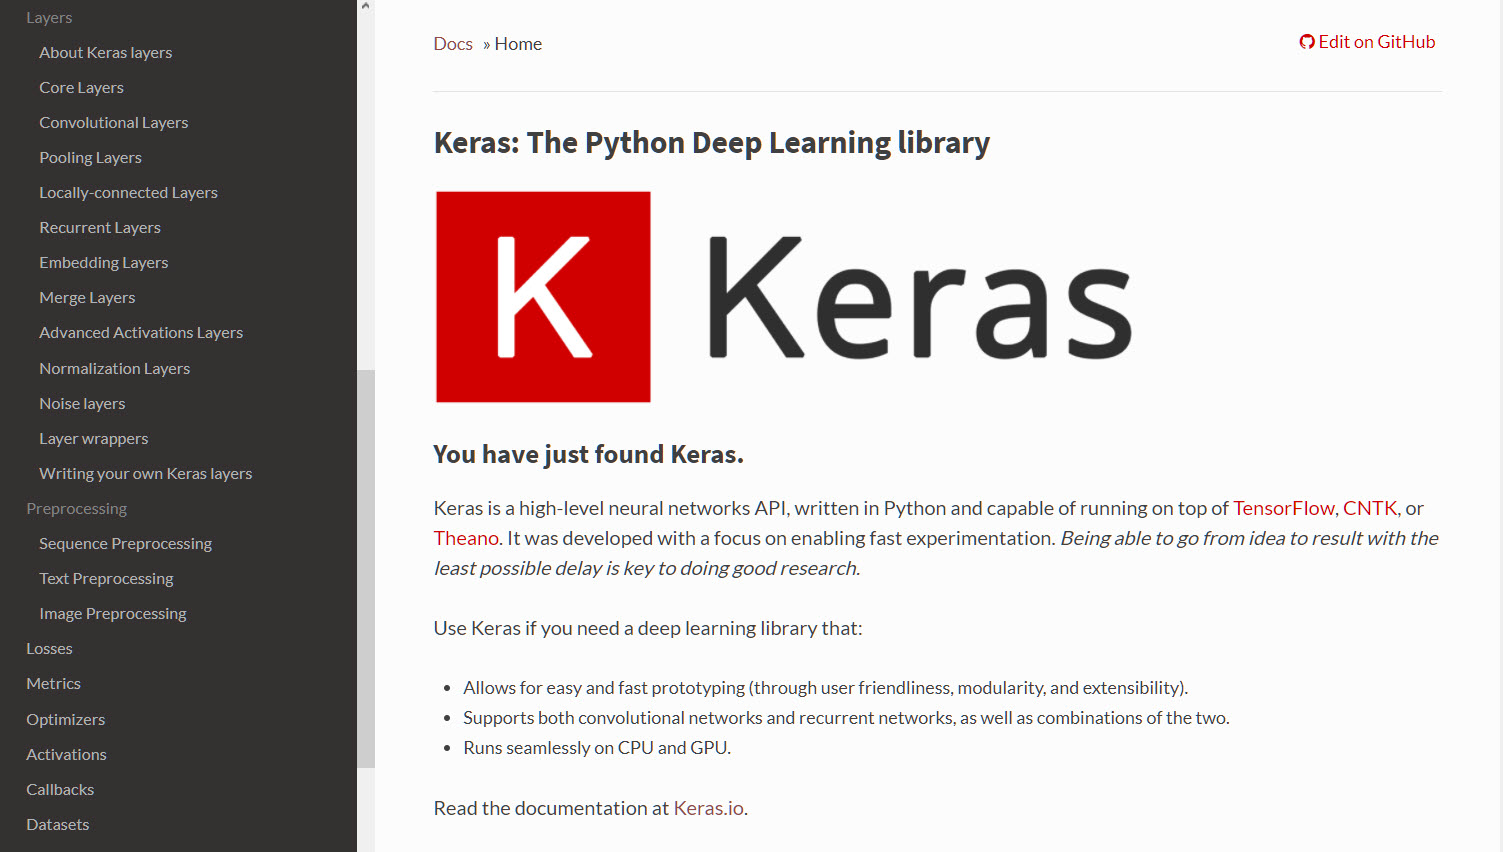 Layers
About Keras layers
Core Layers
Convolutional Layers
Pooling Layers
Locally-connected Layers
Recurrent Layers
Embedding Layers
Merge Layers
Advanced Activations Layers
Normalization Layers
Noise layers
Layer wrappers
Writing your own Keras layers
Preprocessing
Sequence Preprocessing
Text Preprocessing
Image Preprocessing
Losses
Metrics
Optimizers
Activations
Callbacks
Datasets
Docs » Home
Edit on GitHub
Keras: The Python Deep Learning library
K Keras
You have just found Keras.
Keras is a high-level neural networks API, written in Python and capable of running on top of TensorFlow, CNTK, or
Theano. It was developed with a focus on enabling fast experimentation. Being able to go from idea to result with the
least possible delay is key to doing good research.
Use Keras if you need a deep learning library that:
• Allows for easy and fast prototyping (through user friendliness, modularity, and extensibility).
• Supports both convolutional networks and recurrent networks, as well as combinations of the two.
• Runs seamlessly on CPU and GPU.
Read the documentation at Keras.io.